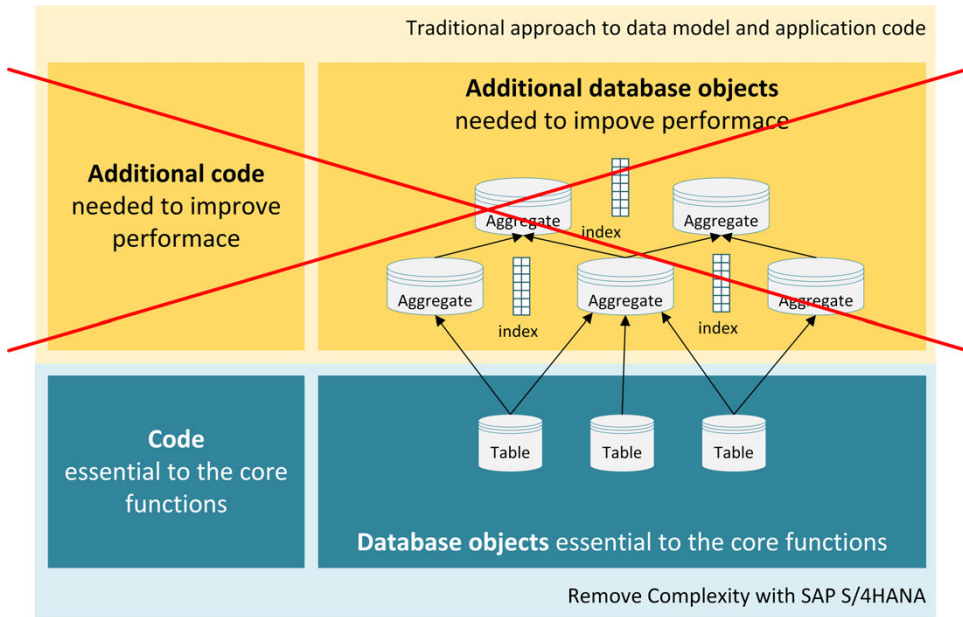 Traditional approach to data model and application code
Additional code
needed to improve
performace
Additional database objects
needed to impove performace
Aggregate
index
Aggregate
Aggregate
index
Aggregate
index
Aggregate
Code
essential to the core
functions
Table
Table
Table
Database objects essential to the core functions
Remove Complexity with SAP S/4HANA